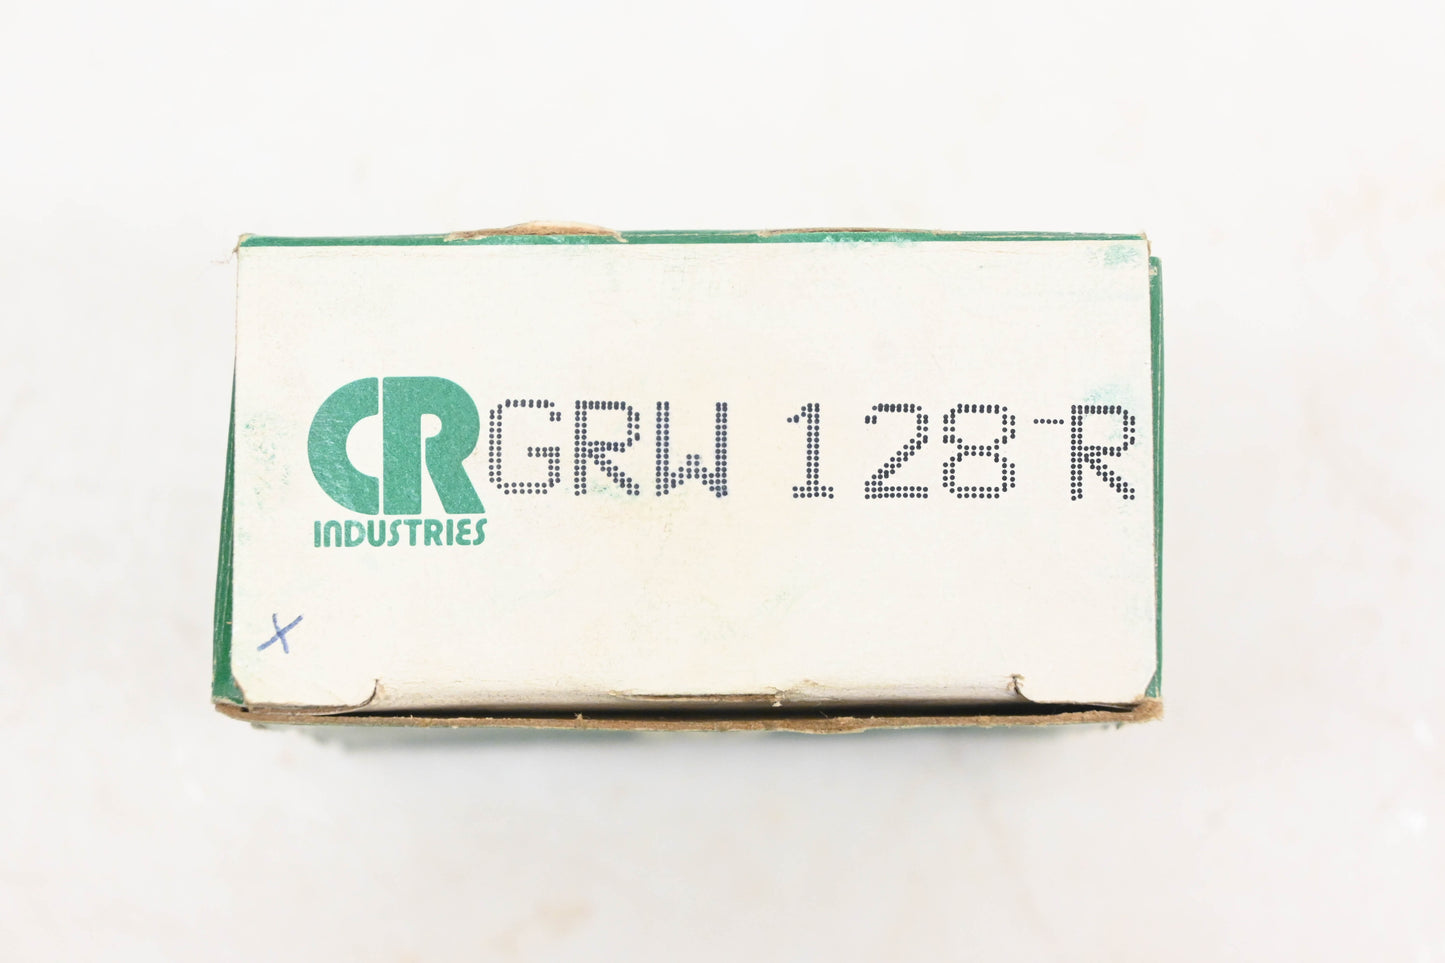 CR GRW 128-R
INDUSTRIES
X